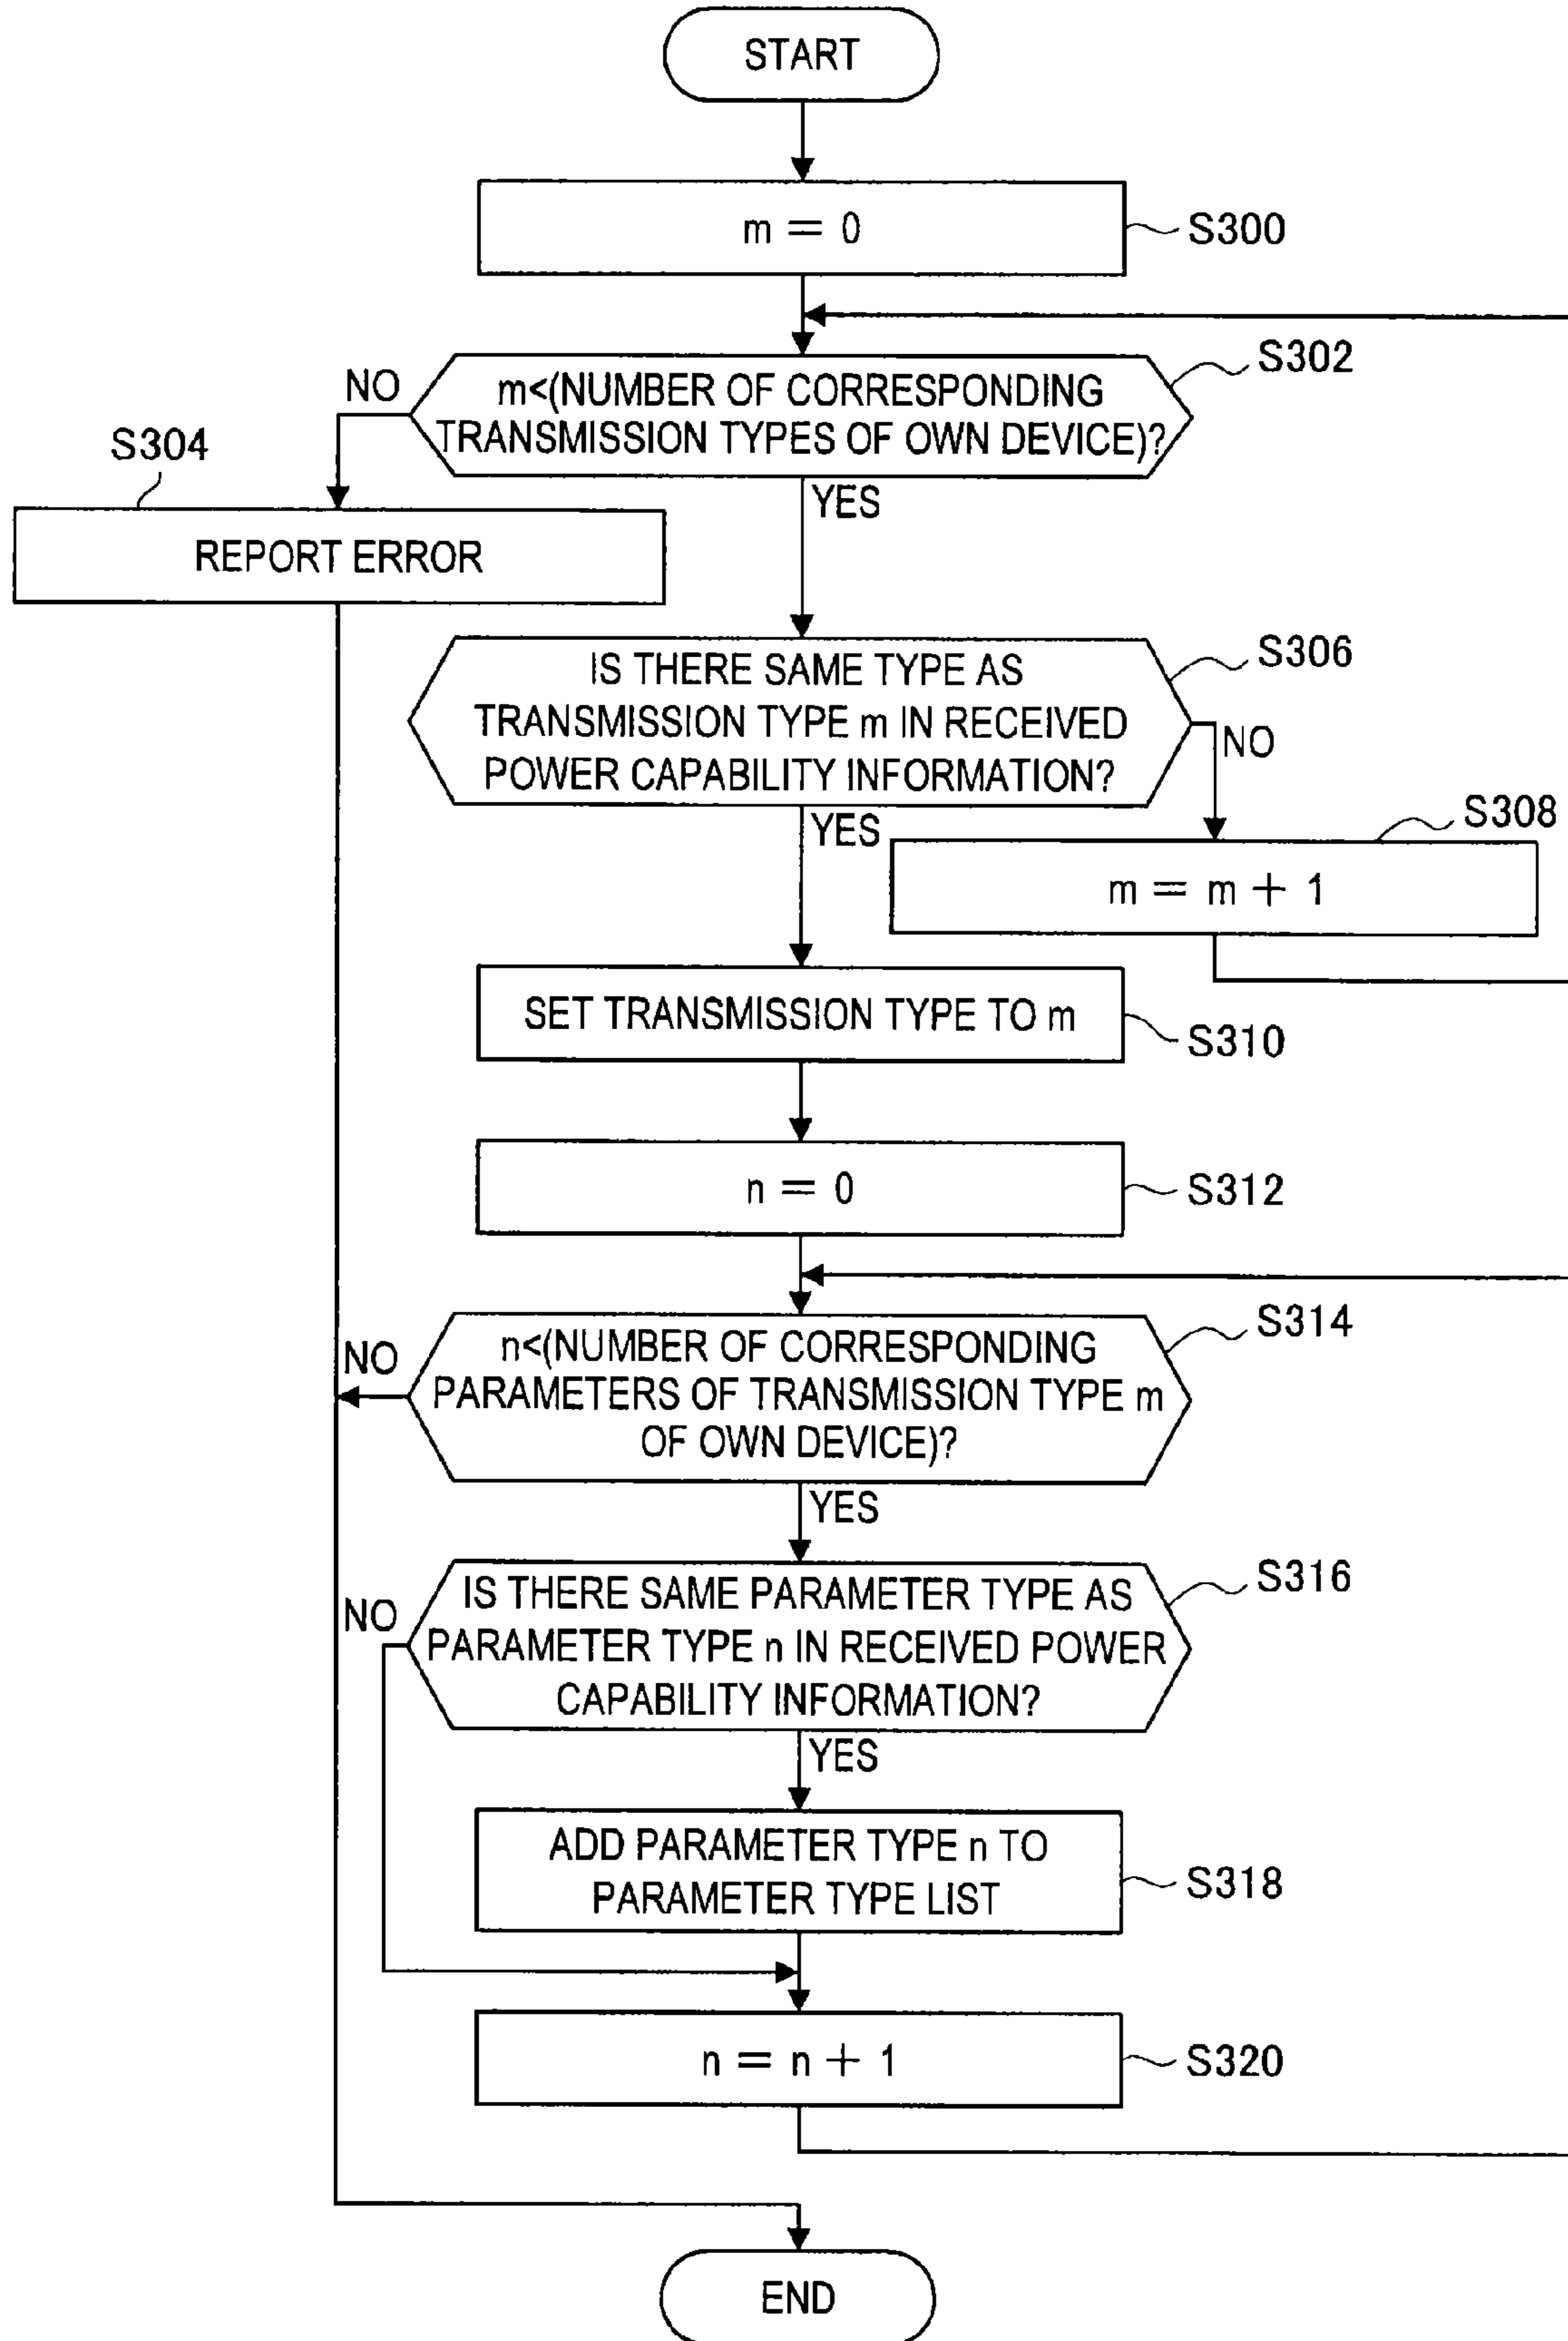 START
m = 0
S300
S302
NO
m<(NUMBER OF CORRESPONDING
TRANSMISSION TYPES OF OWN DEVICE)?
S304
YES
REPORT ERROR
S306
IS THERE SAME TYPE AS
TRANSMISSION TYPE m IN RECEIVED
POWER CAPABILITY INFORMATION?
NO
YES
S308
m = m + 1
SET TRANSMISSION TYPE TO m
S310
n = 0
S312
S314
NO
n<(NUMBER OF CORRESPONDING
PARAMETERS OF TRANSMISSION TYPE m
OF OWN DEVICE)?
YES
S316
NO
IS THERE SAME PARAMETER TYPE AS
PARAMETER TYPE n IN RECEIVED POWER
CAPABILITY INFORMATION?
YES
ADD PARAMETER TYPE n TO
PARAMETER TYPE LIST
S318
n = n + 1
S320
END